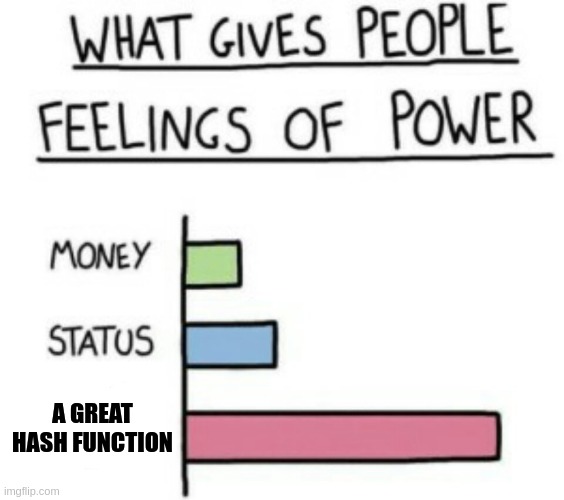 WHAT GIVES PEOPLE
FEELINGS OF POWER
MONEY
STATUS
A GREAT
HASH FUNCTION
imgflip.com